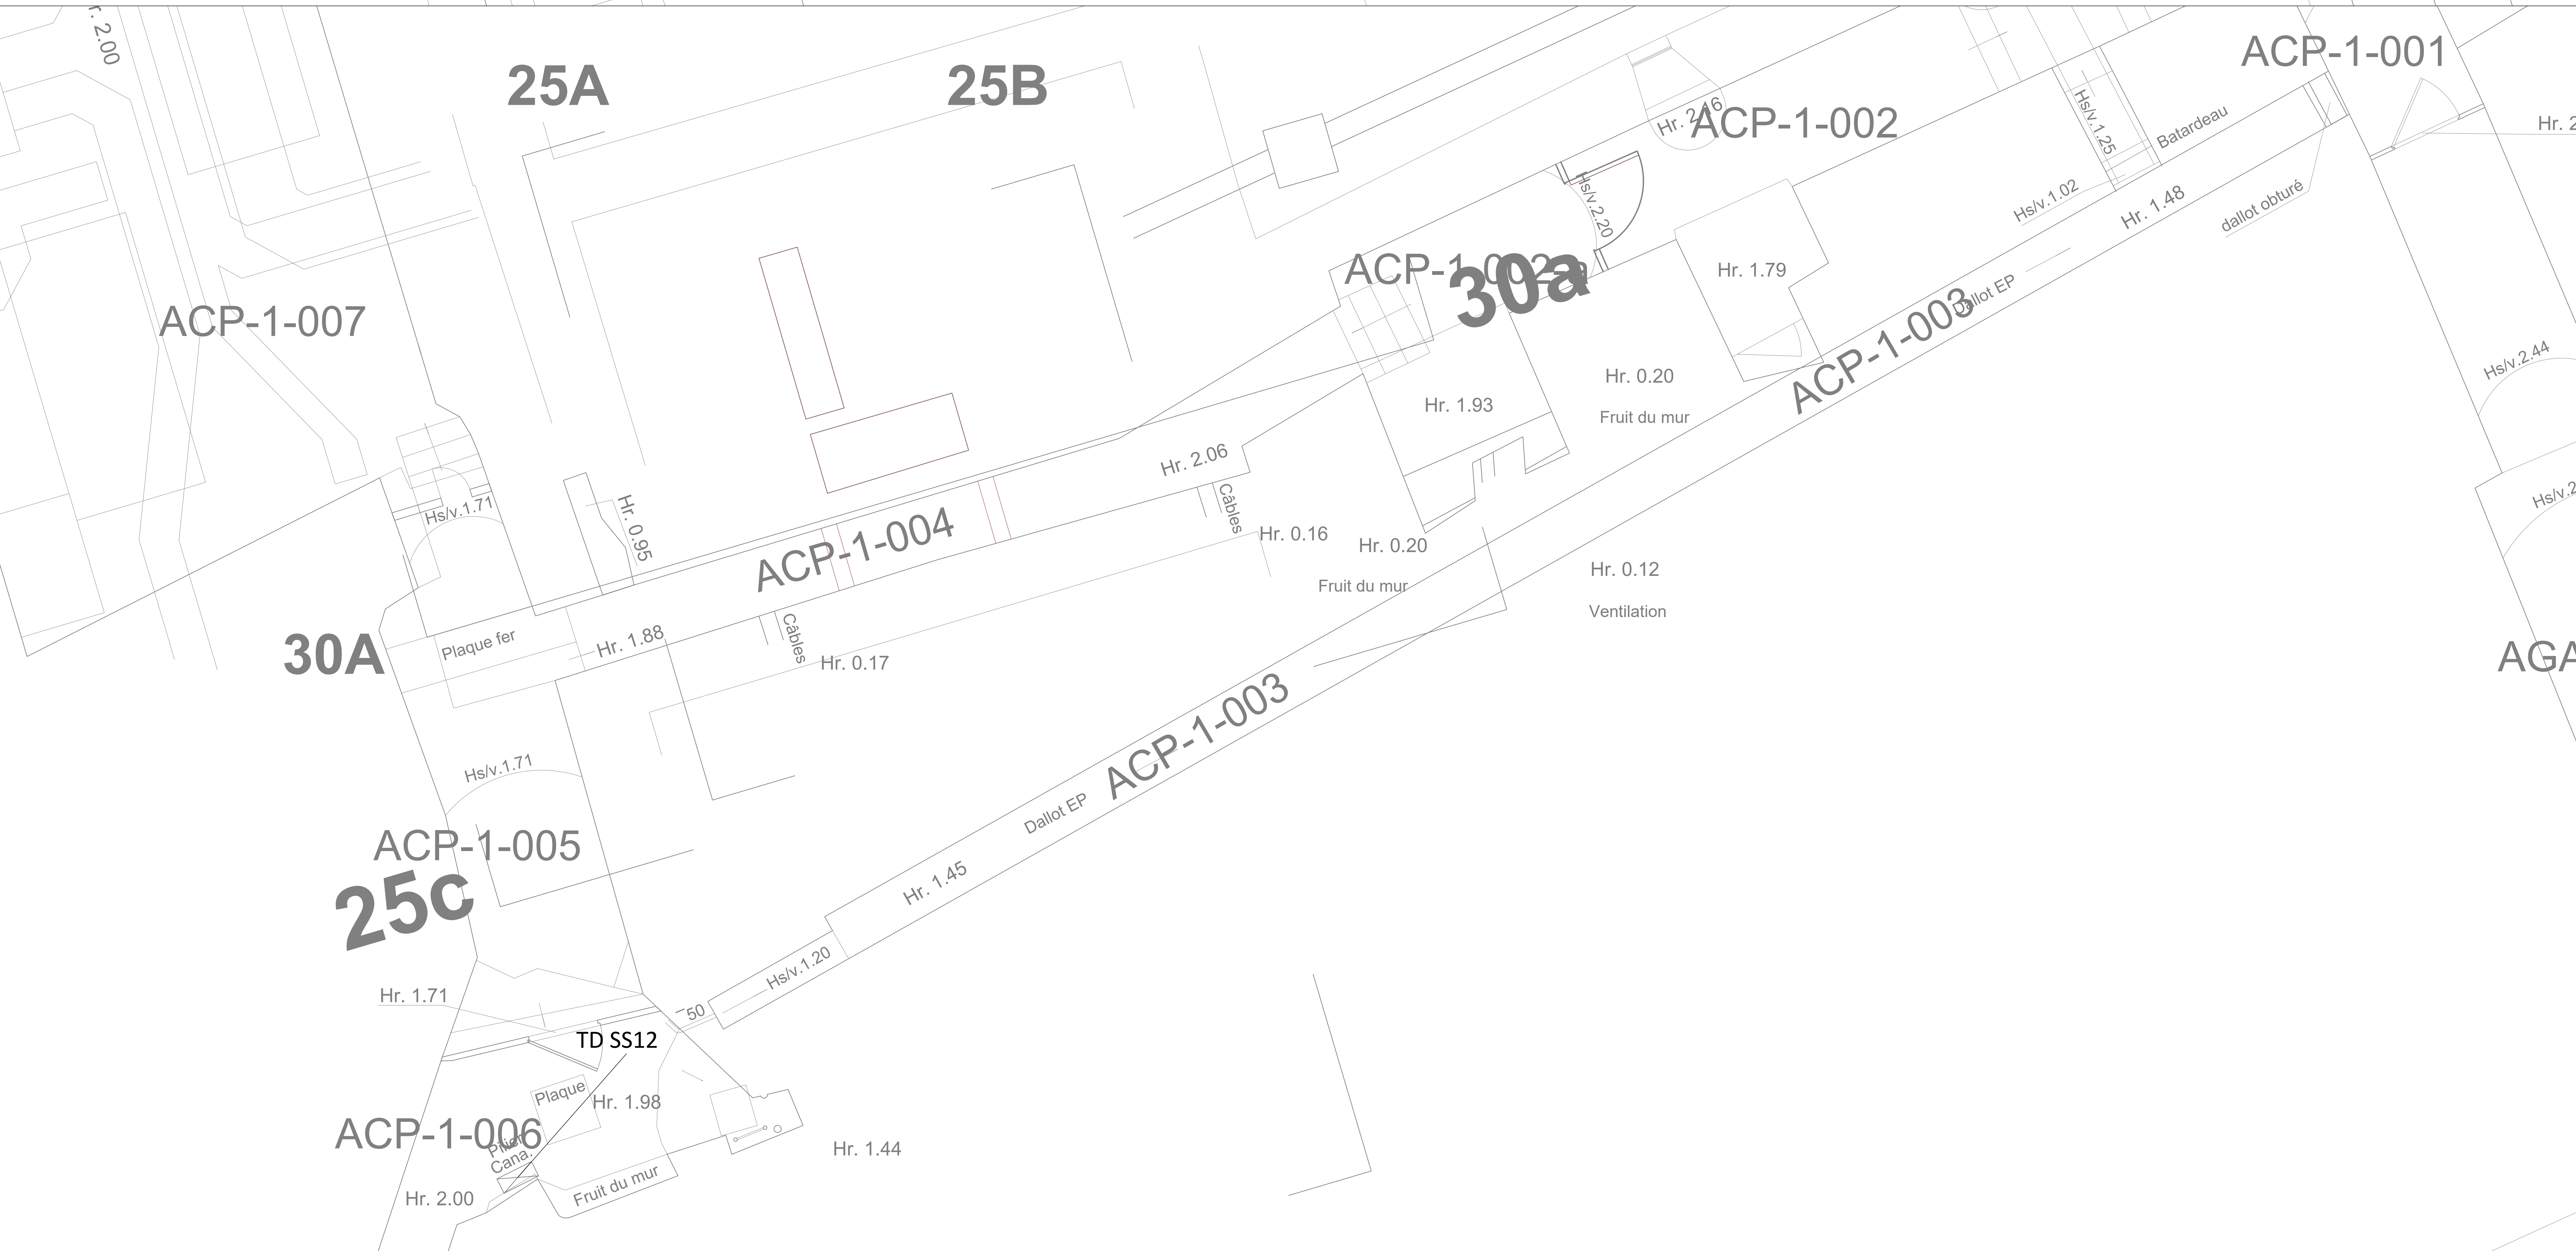 25A
25B
ACP-1-001
ACP-1-002
Hr. 2.16
Hs/v.1.25
Batardeau
Hs/v.2.20
Hs/v.1.02
Hr. 1.48
dallot obturé
30a
Hr. 1.79
Dallot EP
ACP-1-003
ACP-1-007
Hs/v.2.44
Hr. 0.20
Fruit du mur
Hr. 1.93
Hr. 2.06
Câbles
Hs/v.1.71
Hr. 0.95
ACP-1-004
Hr. 0.16
Hr. 0.20
Fruit du mur
Hr. 0.12
Ventilation
30A
Plaque fer
Hr. 1.88
Câbles
Hr. 0.17
ACP-1-003
Hs/v.1.71
Dallot EP
ACP-1-005
25c
Hr. 1.45
Hs/v.1.20
Hr. 1.71
50
TD SS12
Plaque
Hr. 1.98
ACP-1-006
Pilier
Cana.
Hr. 1.44
Fruit du mur
Hr. 2.00